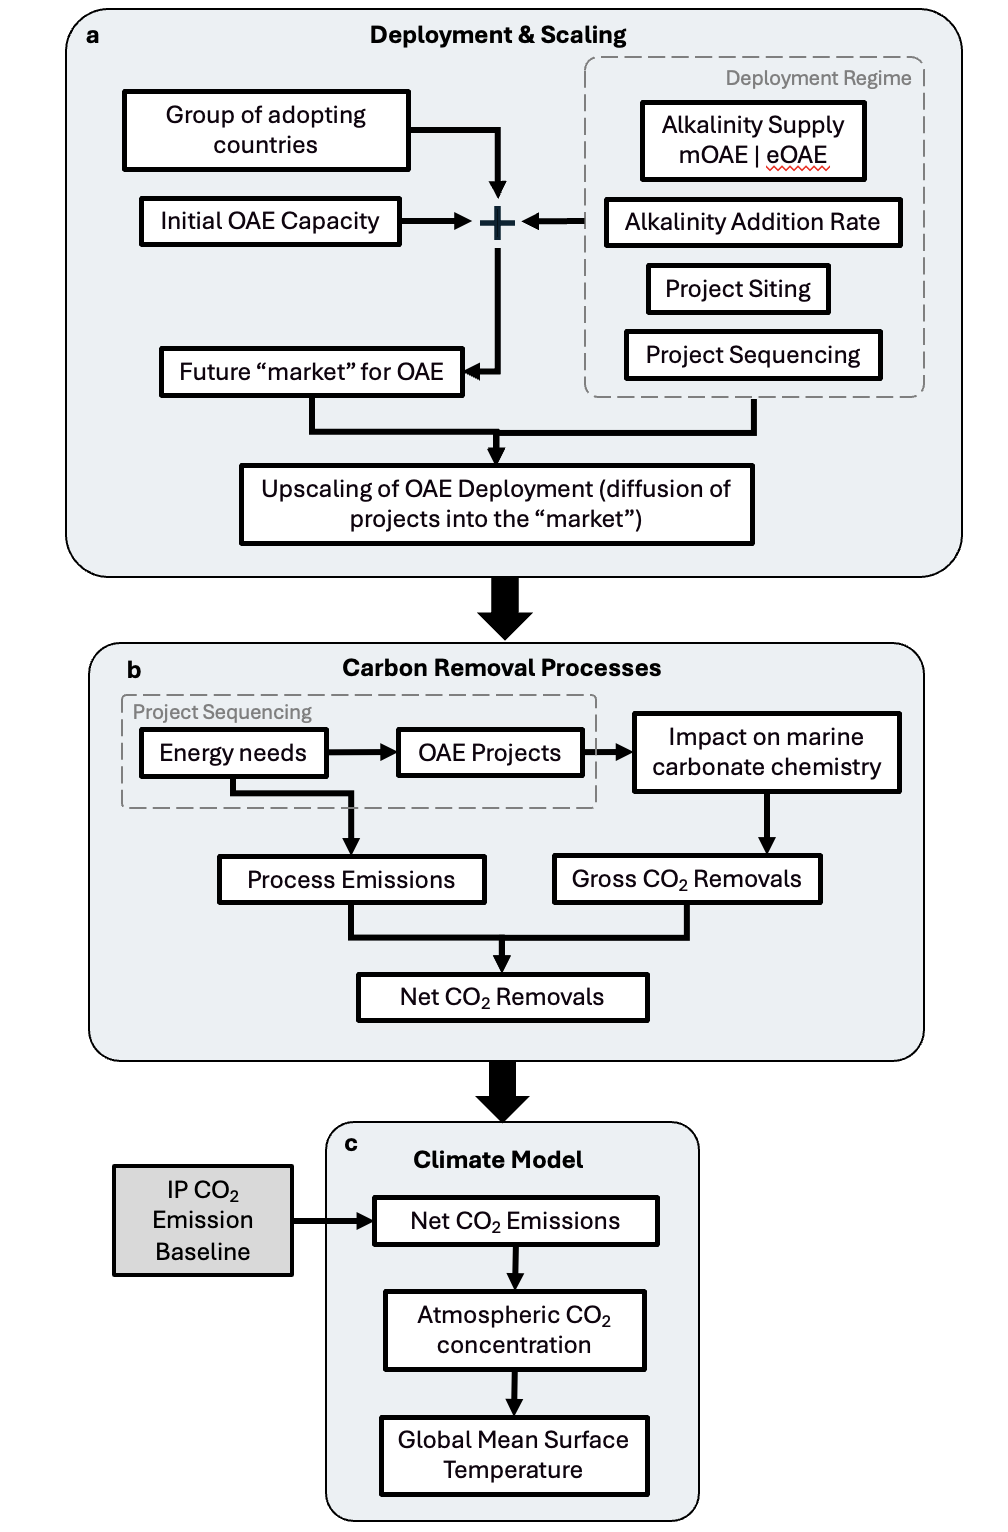 a
Deployment & Scaling
Deployment Regime
Group of adopting
countries
Alkalinity Supply
mOAE | eOAE
Initial OAE Capacity
+
Alkalinity Addition Rate
Project Siting
Project Sequencing
Future “market” for OAE
Upscaling of OAE Deployment (diffusion of
projects into the “market”)
b
Carbon Removal Processes
Project Sequencing
Energy needs
OAE Projects
Impact on marine
carbonate chemistry
Process Emissions
Gross CO₂ Removals
Net CO₂ Removals
c
Climate Model
IP CO₂
Emission
Baseline
Net CO₂ Emissions
Atmospheric CO₂
concentration
Global Mean Surface
Temperature